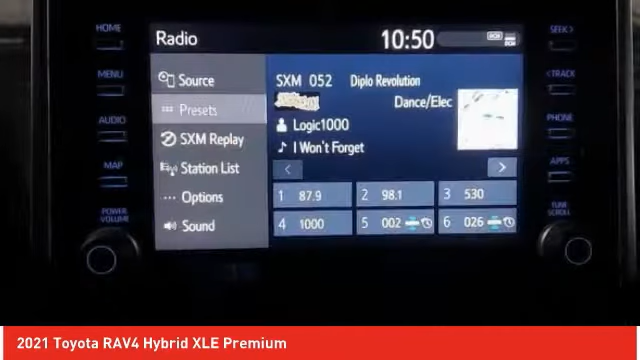 HOME
MENU
AUDIO
MAP
POWER
VOLUME
Radio
10:50
Source
Presets
SXM Replay
Station List
Options
Sound
SXM 052 Diplo Revolution
Dance/Elec
Logic1000
I Won't Forget
<
>
1 87.9
2 98.1
3 530
4 1000
5 002
6 026
SEEK>
<TRACK
PHONE
APPS
TUNE
SCROLL
2021 Toyota RAV4 Hybrid XLE Premium